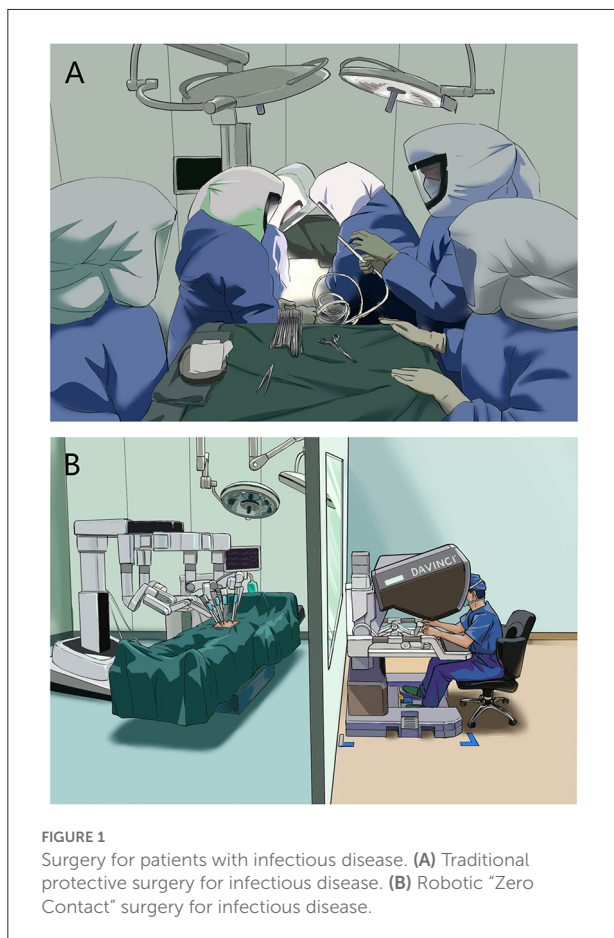 A
B
DAVINCI
FIGURE 1
Surgery for patients with infectious disease. (A) Traditional
protective surgery for infectious disease. (B) Robotic “Zero
Contact” surgery for infectious disease.